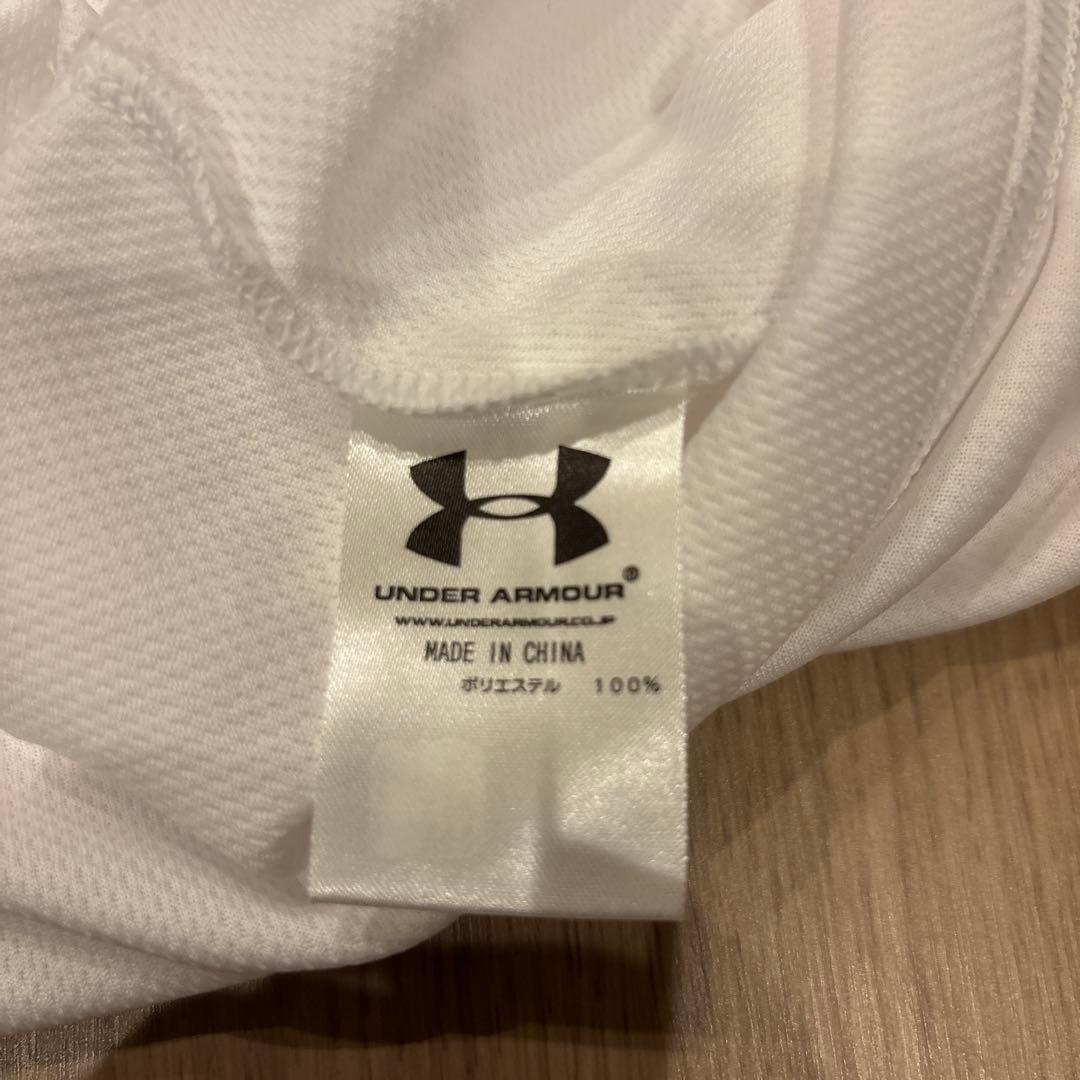 UNDER ARMOUR®
WWW.UNDERARMOUR.CO.JP
MADE IN CHINA
ポリエステル 100%